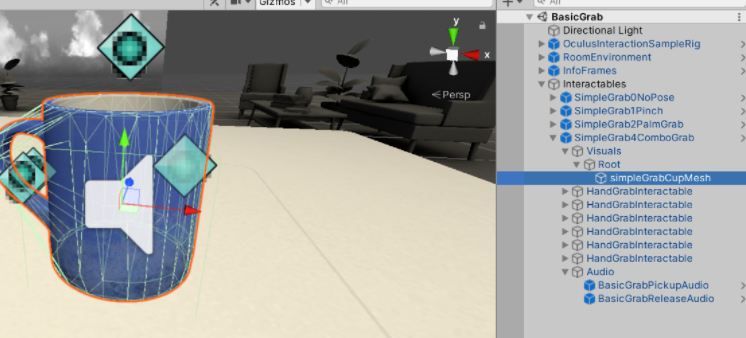 Gizmos
All
y
x
Persp
All
BasicGrab
Directional Light
OculusInteractionSampleRig
RoomEnvironment
InfoFrames
Interactables
SimpleGrab0NoPose
SimpleGrab1Pinch
SimpleGrab2PalmGrab
SimpleGrab4ComboGrab
Visuals
Root
simpleGrabCupMesh
HandGrabInteractable
HandGrabInteractable
HandGrabInteractable
HandGrabInteractable
HandGrabInteractable
HandGrabInteractable
Audio
BasicGrabPickupAudio
BasicGrabReleaseAudio